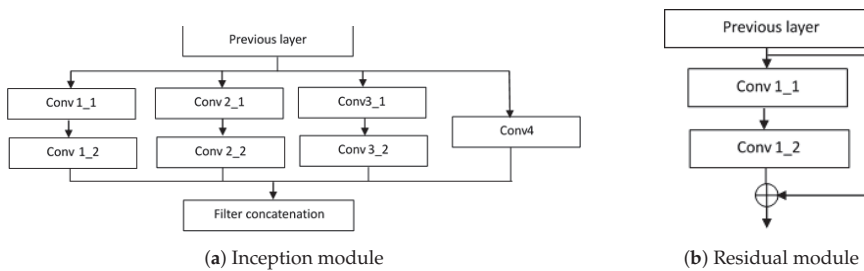 Previous layer
Conv 1_1
Conv 2_1
Conv3_1
Conv4
Conv 1_2
Conv 2_2
Conv 3_2
Filter concatenation
(a) Inception module
Previous layer
Conv 1_1
Conv 1_2
(b) Residual module